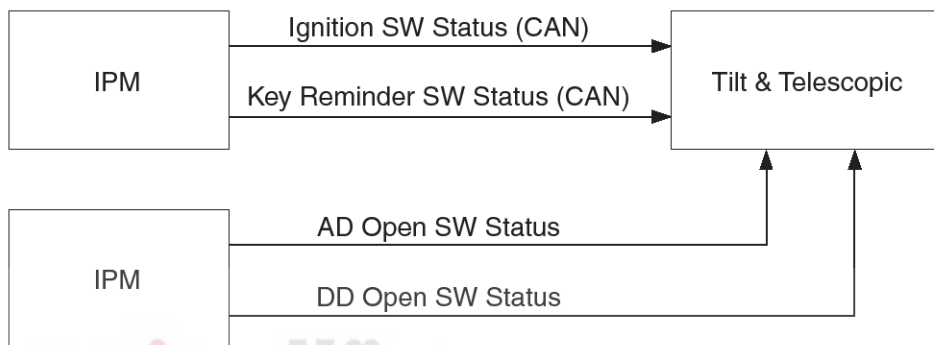 IPM
Ignition SW Status (CAN)
Key Reminder SW Status (CAN)
Tilt & Telescopic
IPM
AD Open SW Status
DD Open SW Status